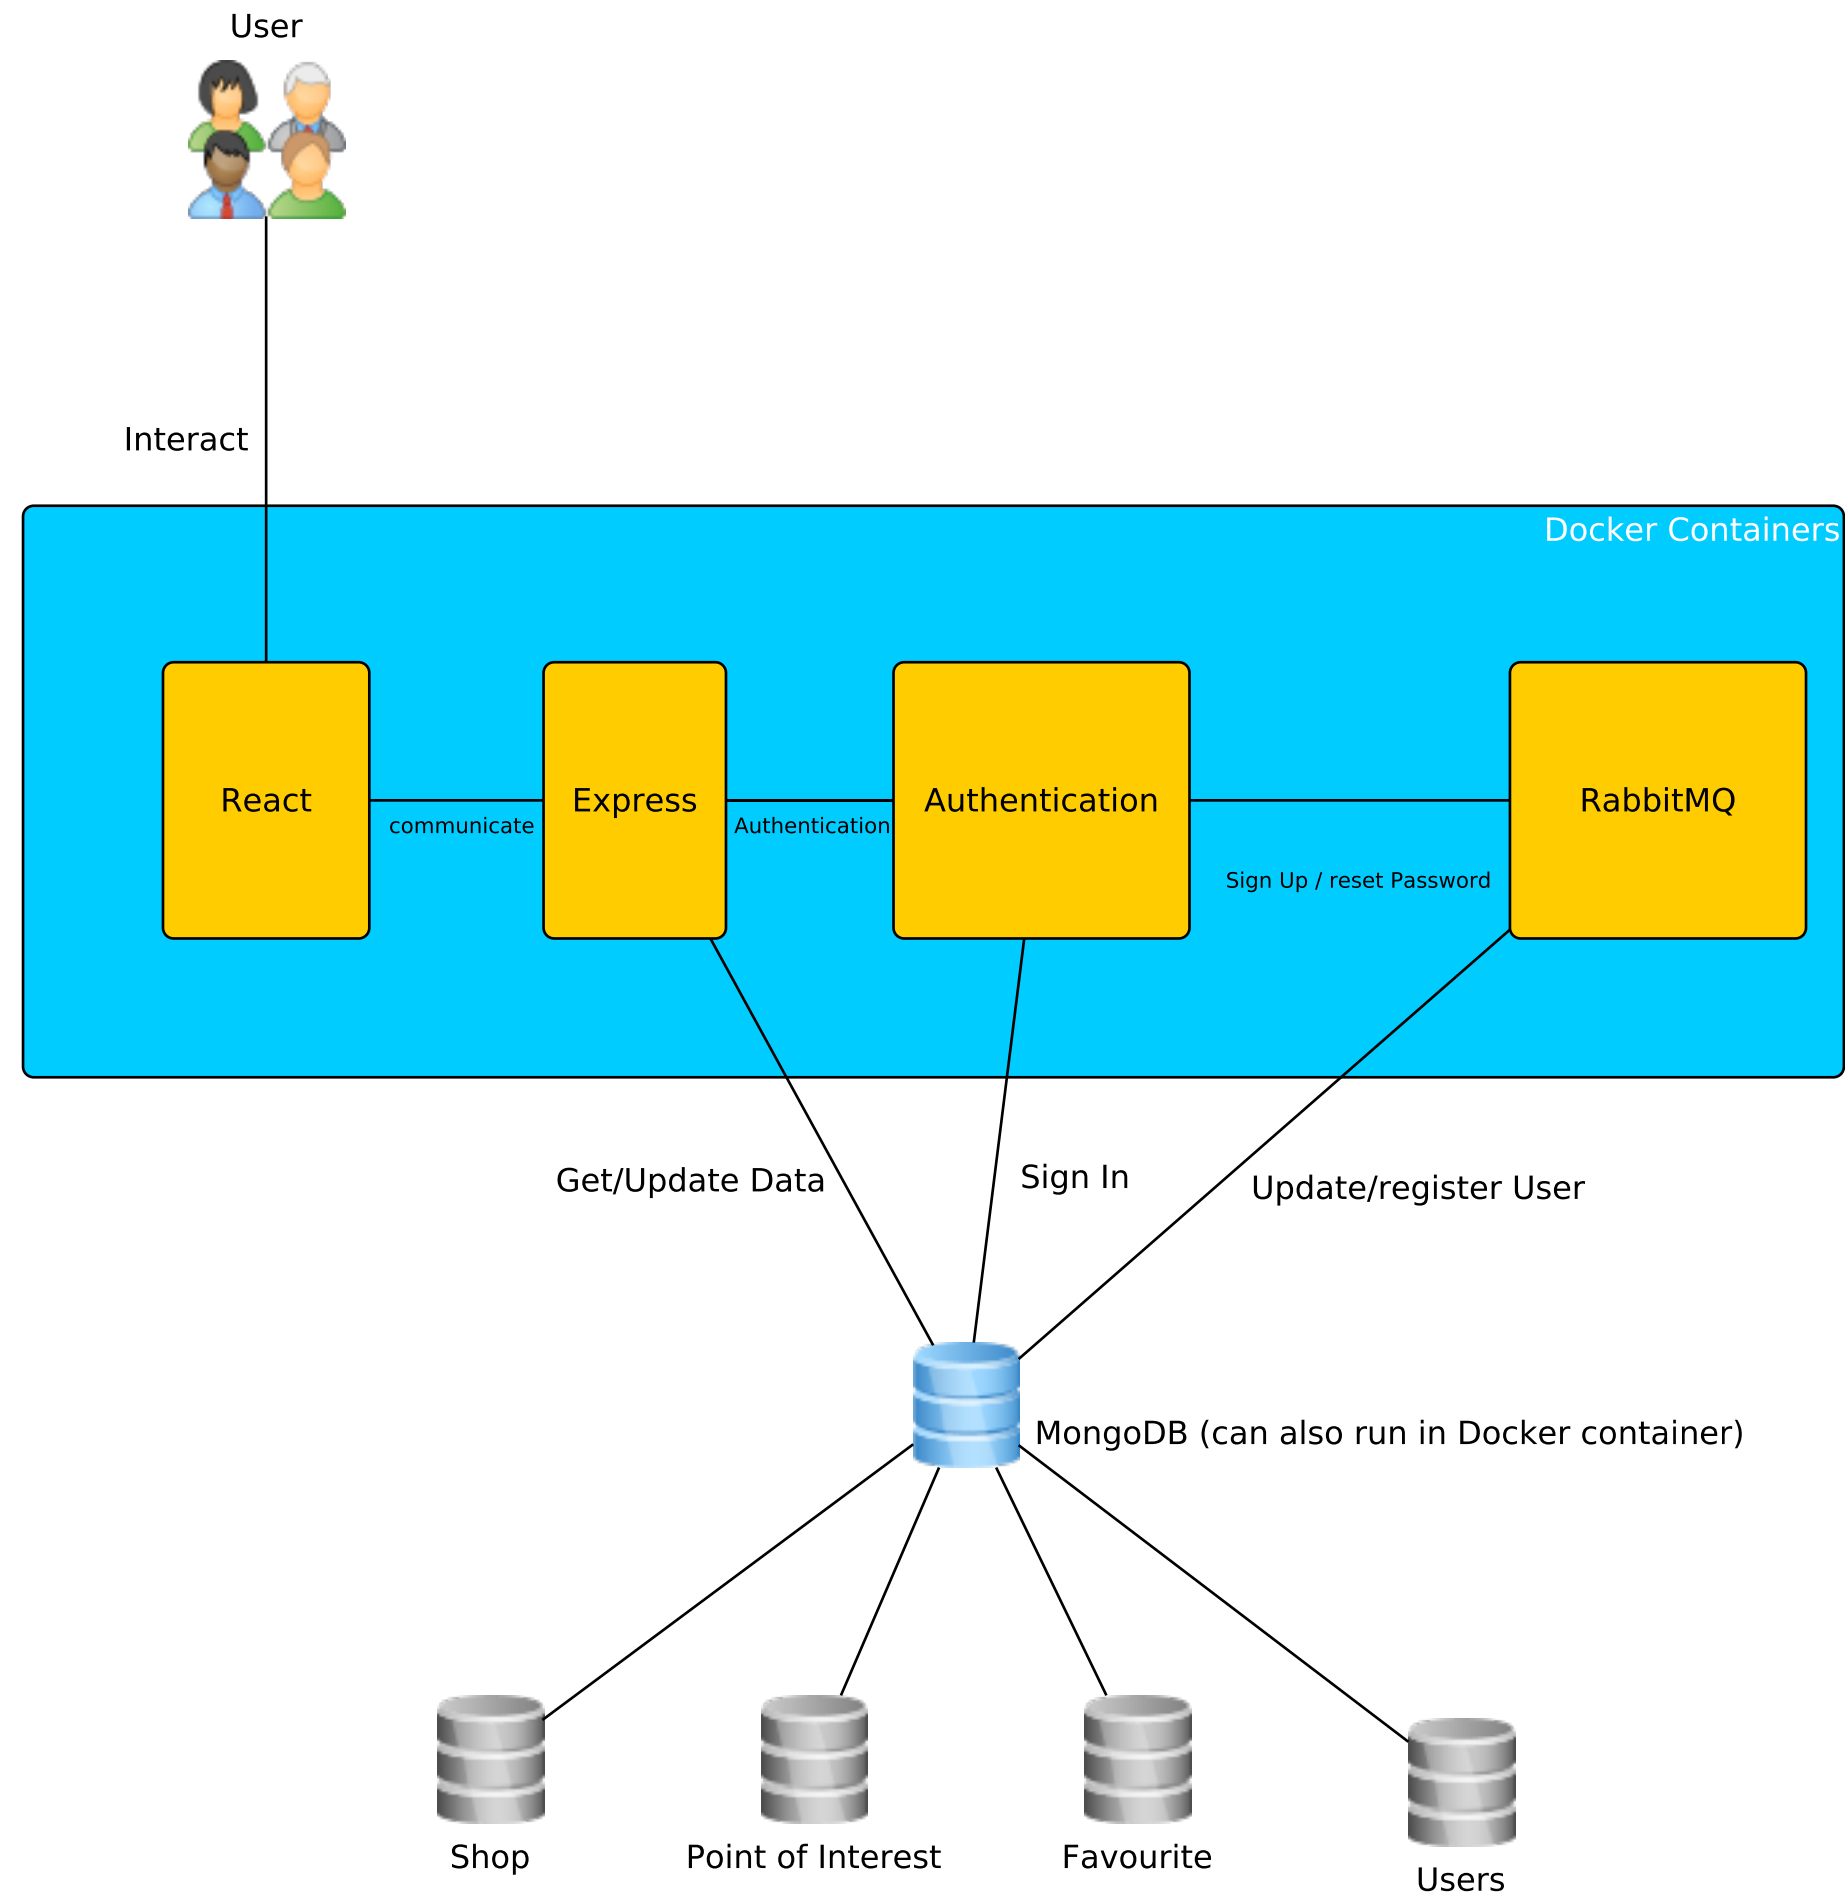 User
Interact
Docker Containers
React
communicate
Express
Authentication
Authentication
Sign Up / reset Password
RabbitMQ
Get/Update Data
Sign In
Update/register User
MongoDB (can also run in Docker container)
Shop
Point of Interest
Favourite
Users